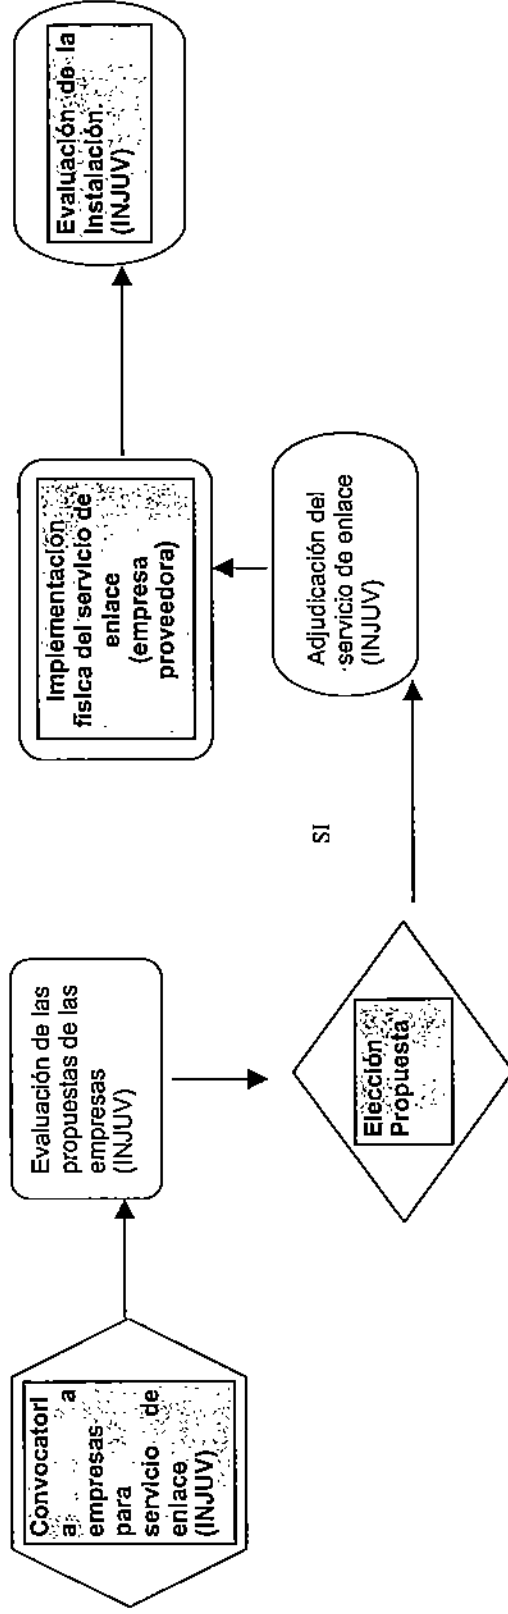 Convocatori
a a
empresas
para
servicio de
enlace
(INJUV)
Evaluación de las
propuestas de las
empresas
(INJUV)
Elección
Propuesta
SI
Adjudicación del
servicio de enlace
(INJUV)
Implementación
física del servicio de
enlace
(empresa
proveedora)
Evaluación de la
Instalación.
(INJUV)